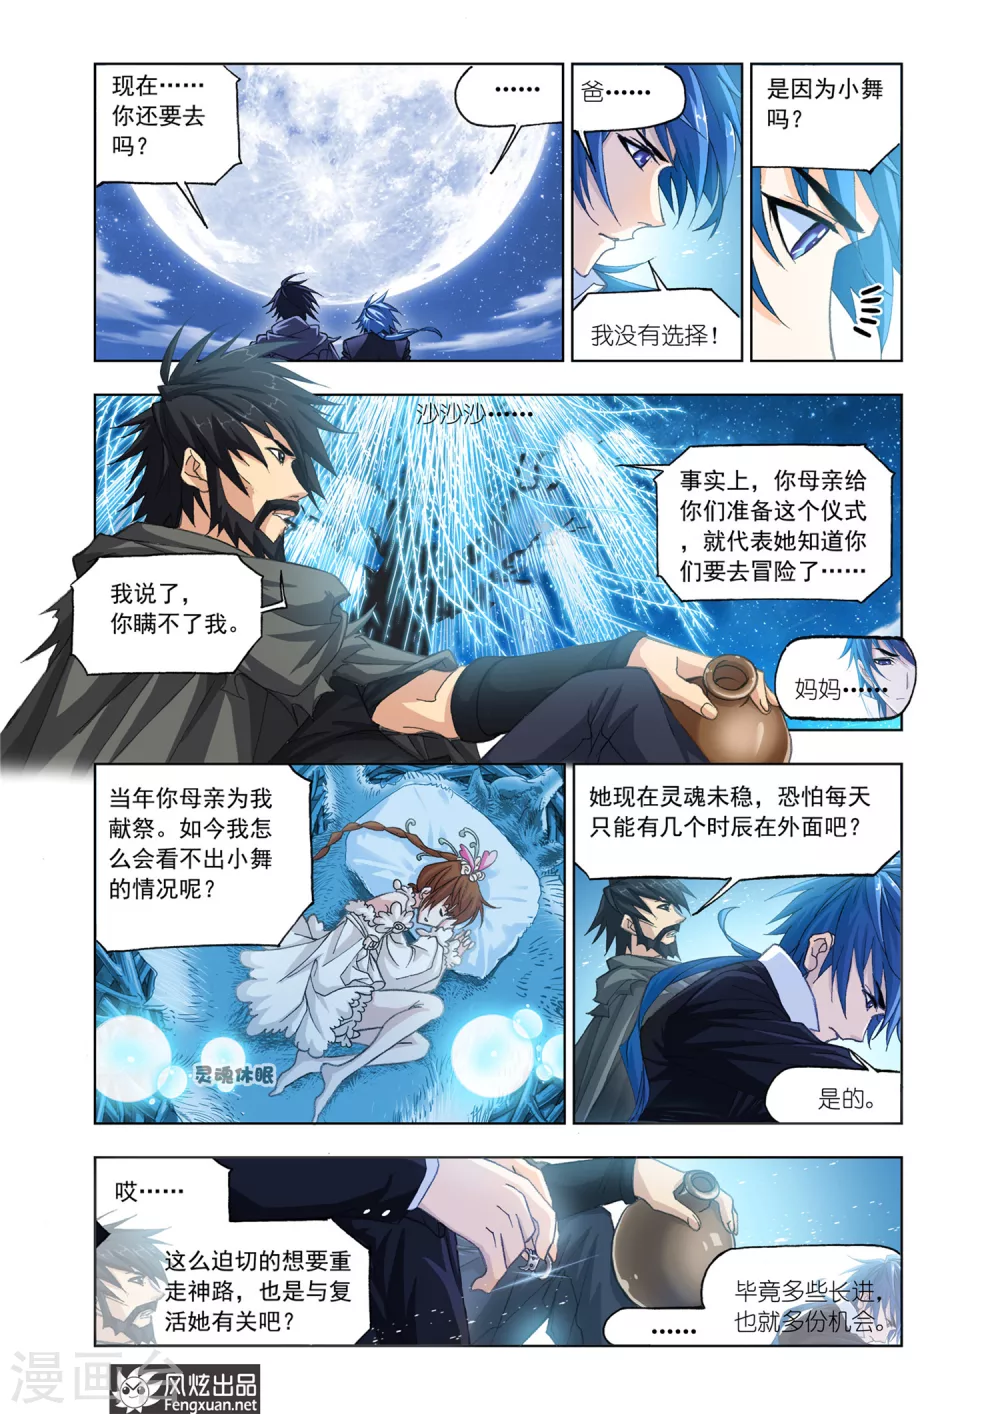 现在……
你还要去
吗？
……
爸……
我没有选择！
是因为小舞
吗？
沙沙沙……
事实上，你母亲给
你们准备这个仪式
，就代表她知道你
们要去冒险了……
我说了，
你瞒不了我。
妈妈……
当年你母亲为我
献祭。如今我怎
么会看不出小舞
的情况呢？
灵魂休眠
她现在灵魂未稳，恐怕每天
只能有几个时辰在外面吧？
是的。
哎……
这么迫切的想要重
走神路，也是与复
活她有关吧？
……
毕竟多些长进，
也就多份机会。
漫画台
风炫出品
Fengxuan.net